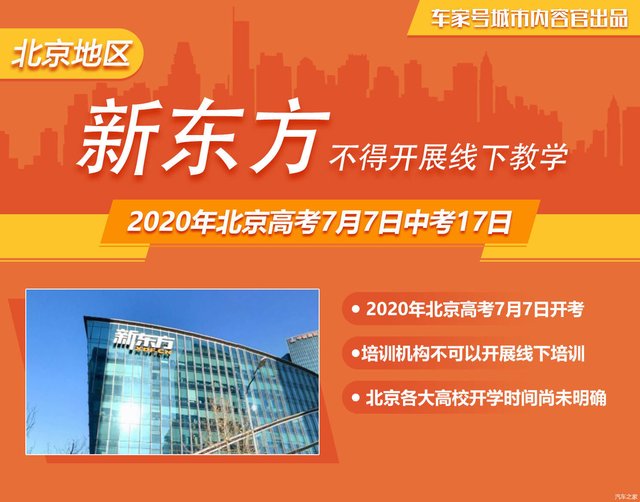 车家号城市内容官出品
北京地区
新东方 不得开展线下教学
2020年北京高考7月7日中考17日
新东方
XDF.CN
• 2020年北京高考7月7日开考
• 培训机构不可以开展线下培训
• 北京各大高校开学时间尚未明确
汽车之家